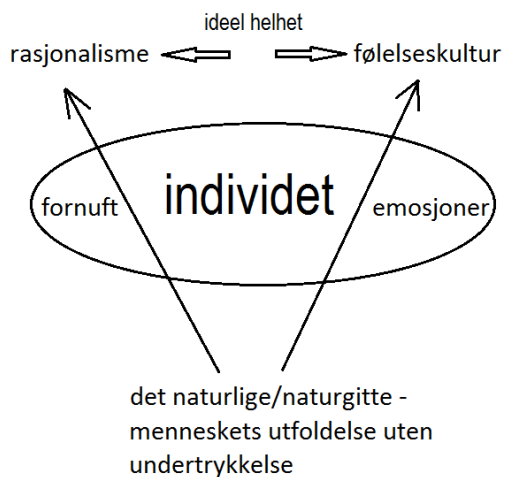 ideel helhet
rasjonalisme følelseskultur
fornuft individet emosjoner
det naturlige/naturgitte -
menneskets utfoldelse uten
undertrykkelse